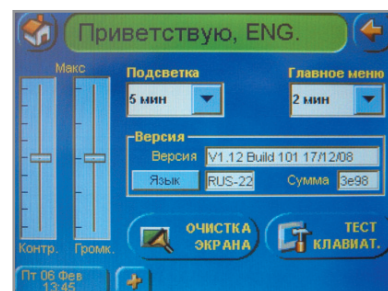 Приветствую, ENG.
Макс
Подсветка
Главное меню
5 мин
2 мин
Версия
Версия V1.12 Build 101 17/12/08
Язык RUS-22 Сумма 3e98
Контр. Громк.
ОЧИСТКА
ЭКРАНА
ТЕСТ
КЛАВИАТ.
Пт 06 Фев
13:45